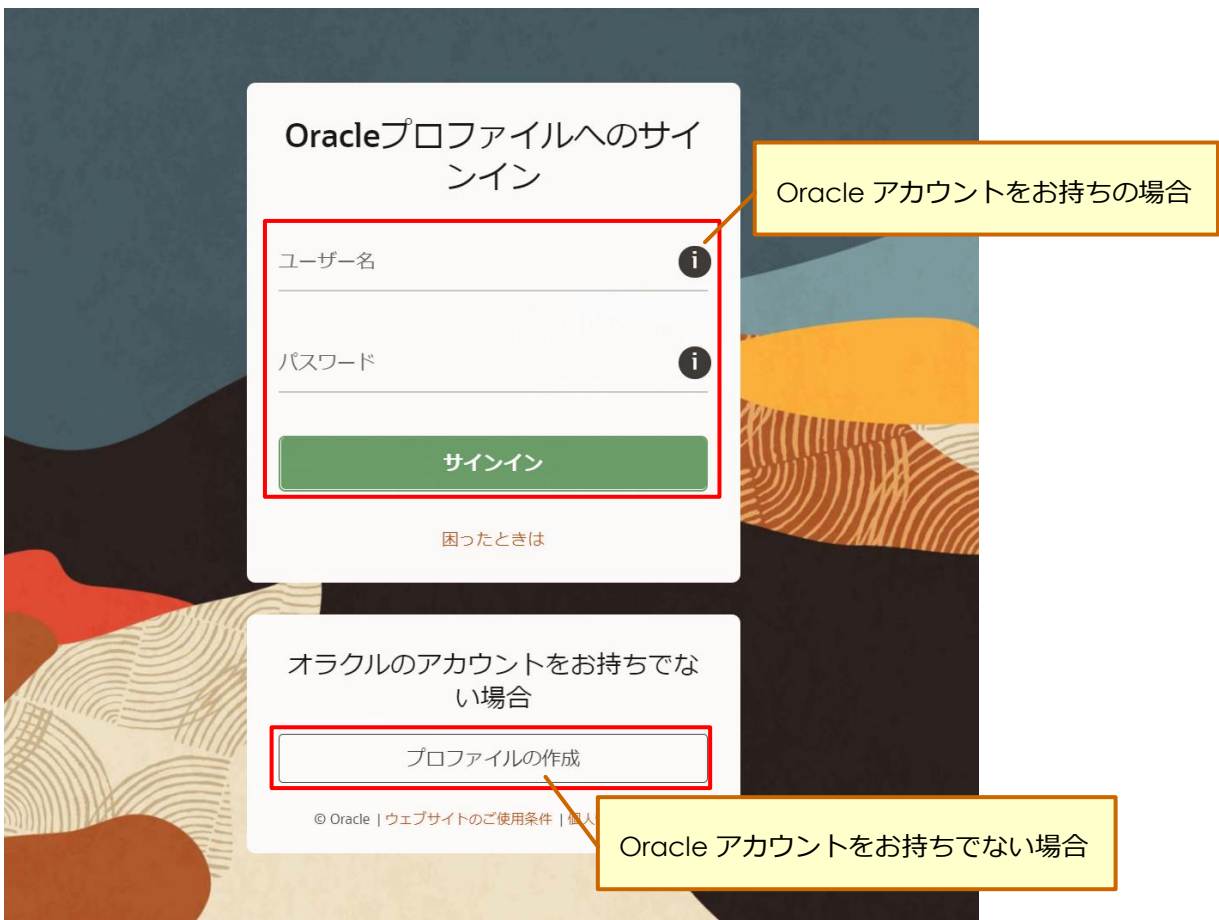 Oracleプロファイルへのサイ
ンイン
Oracle アカウントをお持ちの場合
ユーザー名
i
パスワード
i
サインイン
困ったときは
オラクルのアカウントをお持ちでな
い場合
プロファイルの作成
© Oracle | ウェブサイトのご使用条件 | 個人
Oracle アカウントをお持ちでない場合